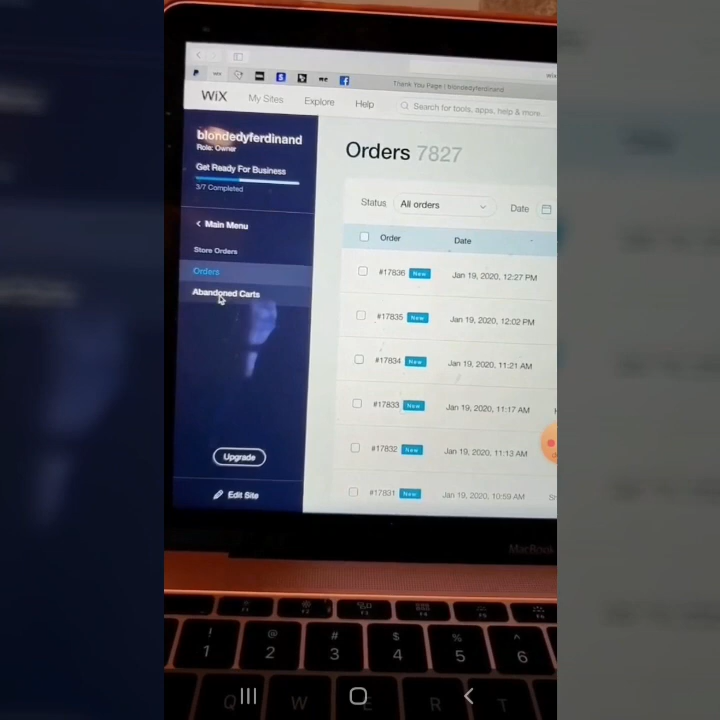 Thank You Page | blondedyferdinand
WiX My Sites Explore Help Search for tools, apps, help & more...
blondedyferdinand
Role: Owner
Get Ready For Business
3/7 Completed
Main Menu
Store Orders
Orders
Abandoned Carts
Upgrade
Edit Site
Orders 7827
Status All orders Date
Order Date
#17836 New Jan 19, 2020, 12:27 PM
#17835 New Jan 19, 2020, 12:02 PM
#17834 New Jan 19, 2020, 11:21 AM
#17833 New Jan 19, 2020, 11:17 AM
#17832 New Jan 19, 2020, 11:13 AM
#17831 New Jan 19, 2020, 10:59 AM
MacBook
! @ # $ % ^
1 2 3 4 5 6
Q W E R T